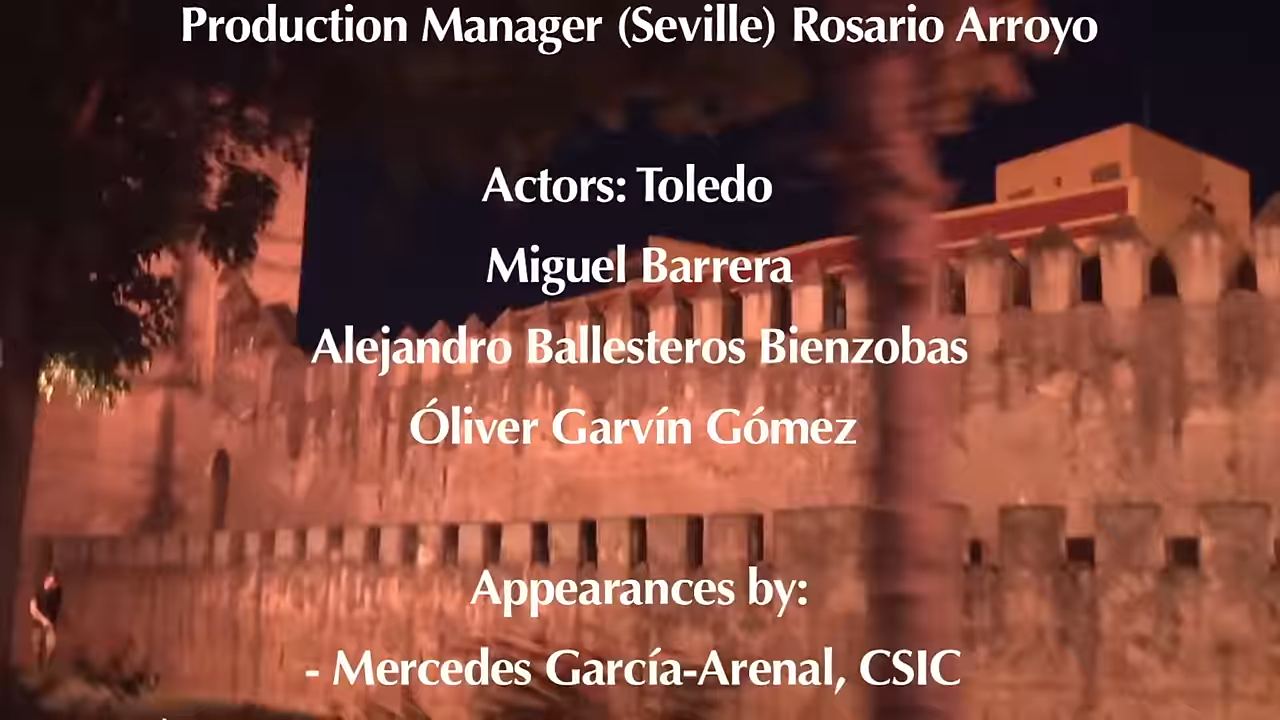 Production Manager (Seville) Rosario Arroyo
Actors: Toledo
Miguel Barrera
Alejandro Ballesteros Bienzobas
Óliver Garvín Gómez
Appearances by:
- Mercedes García-Arenal, CSIC